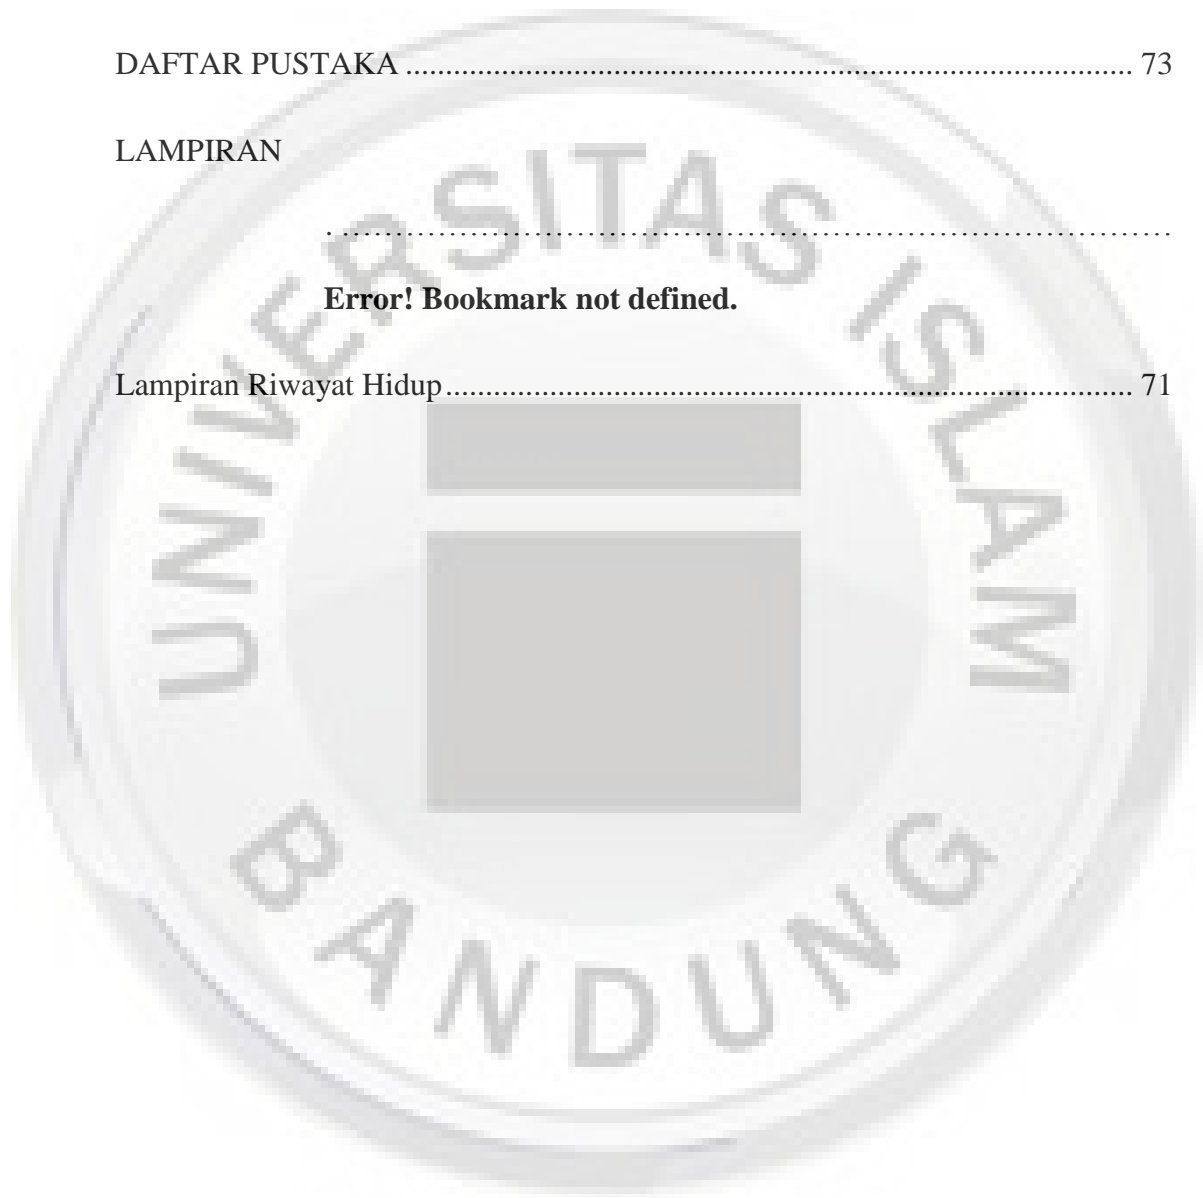 DAFTAR PUSTAKA ............................................................................. 73
LAMPIRAN
.................................................................................
Error! Bookmark not defined.
Lampiran Riwayat Hidup......................................................................... 71
UNIVERSITAS ISLAM
BANDUNG